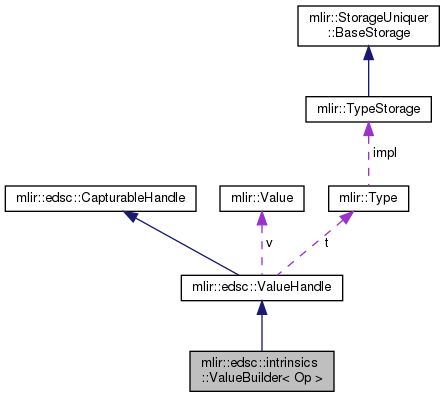 mlir::StorageUniquer
::BaseStorage
mlir::TypeStorage
impl
mlir::edsc::CapturableHandle
mlir::Value
mlir::Type
v
t
mlir::edsc::ValueHandle
mlir::edsc::intrinsics
::ValueBuilder< Op >